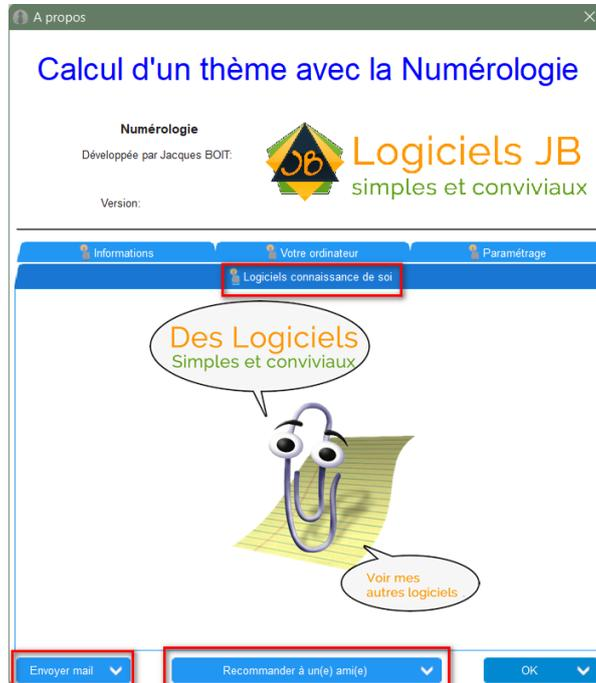 A propos
Calcul d'un thème avec la Numérologie
Numérologie
Développée par Jacques BOIT:
Version:
JB
Logiciels JB
simples et conviviaux
Informations
Votre ordinateur
Paramétrage
Logiciels connaissance de soi
Des Logiciels
Simples et conviviaux
Voir mes
autres logiciels
Envoyer mail
Recommander à un(e) ami(e)
OK